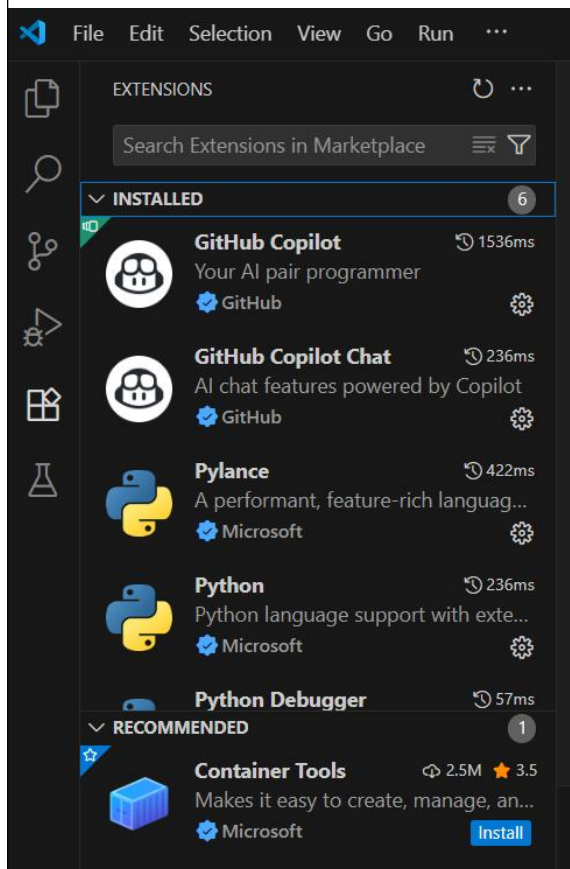 File Edit Selection View Go Run ···
EXTENSIONS
Search Extensions in Marketplace
INSTALLED 6
GitHub Copilot 1536ms
Your AI pair programmer
GitHub
GitHub Copilot Chat 236ms
AI chat features powered by Copilot
GitHub
Pylance 422ms
A performant, feature-rich languag...
Microsoft
Python 236ms
Python language support with exte...
Microsoft
Python Debugger 57ms
RECOMMENDED 1
Container Tools 2.5M 3.5
Makes it easy to create, manage, an...
Microsoft Install